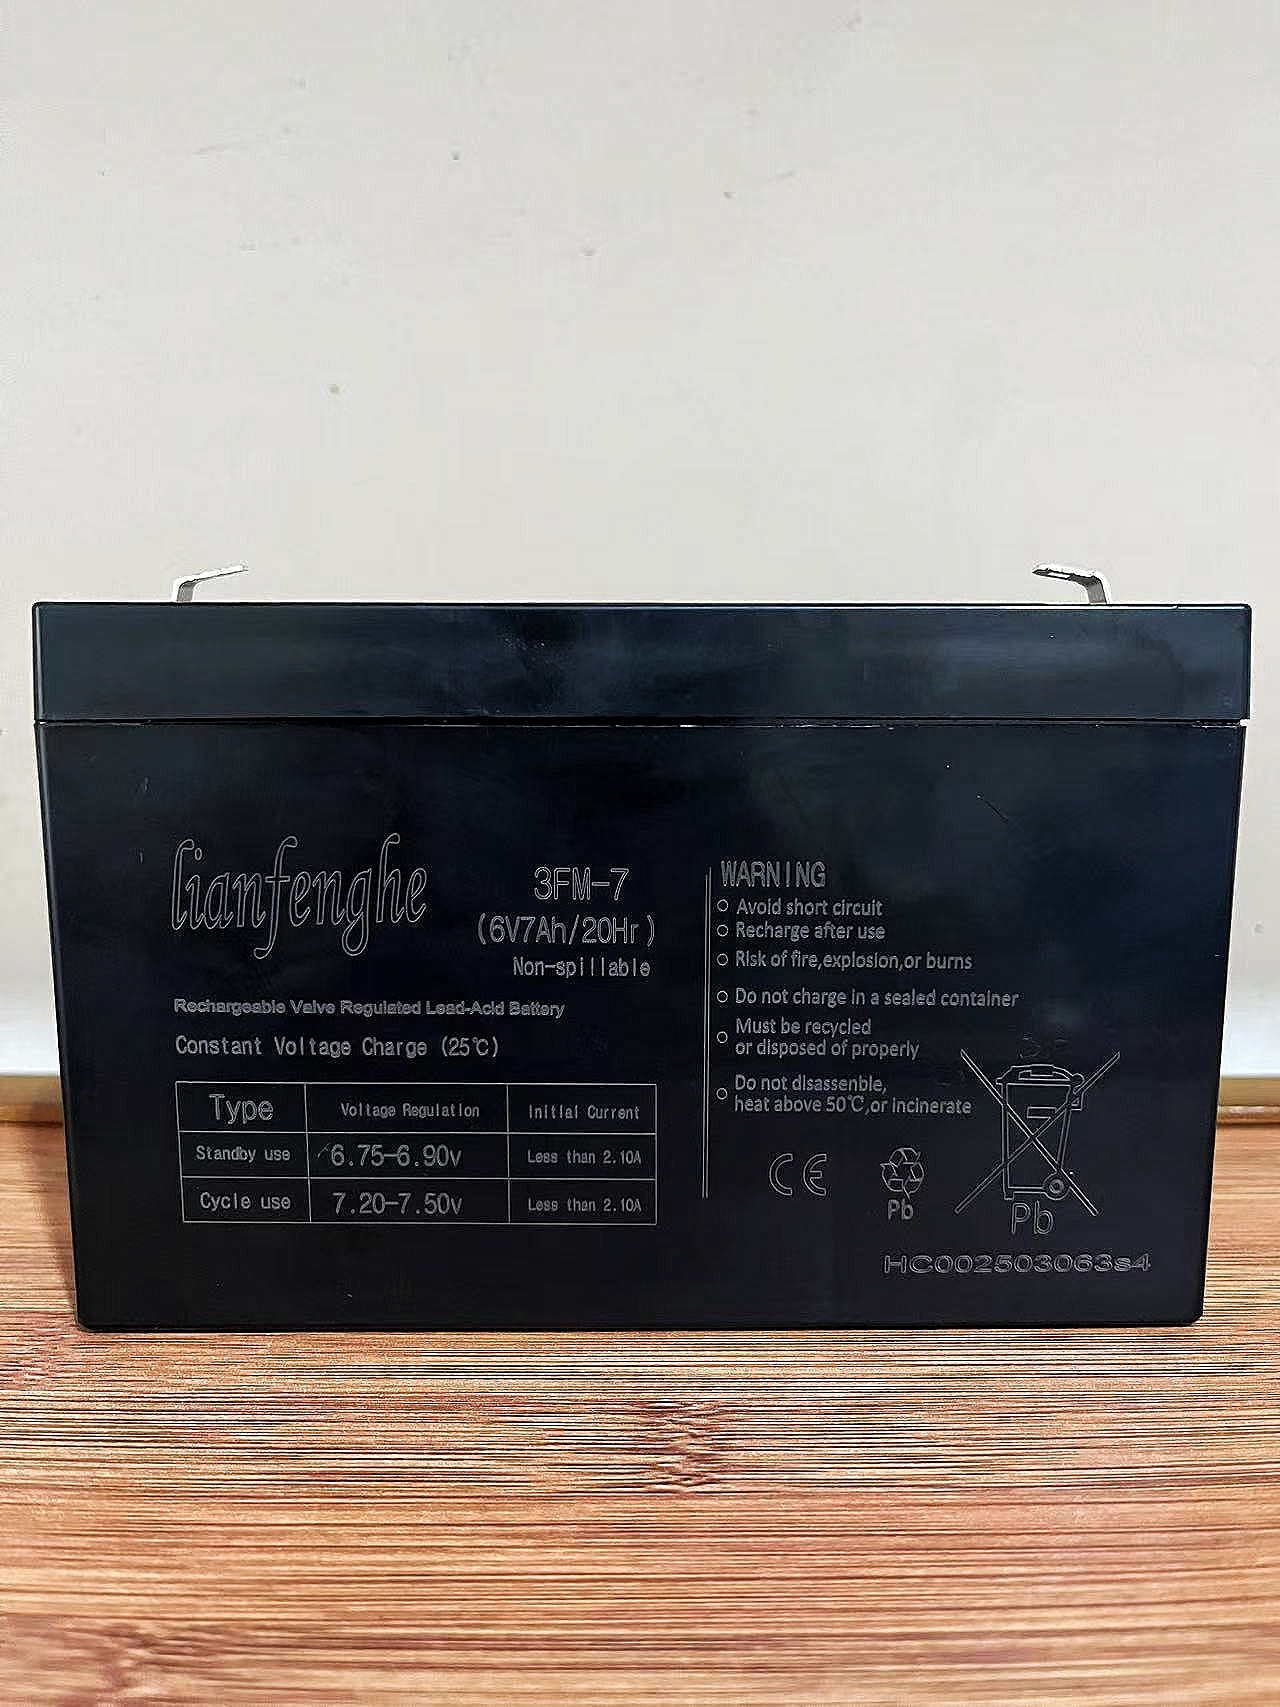 lianfenghe
3FM-7
(6V7Ah/20Hr)
Non-spillable
Rechargeable Valve Regulated Lead-Acid Battery
Constant Voltage Charge (25℃)
Type Voltage Regulation Initial Current
Standby use 6.75-6.90v Less than 2.10A
Cycle use 7.20-7.50v Less than 2.10A
WARNING
Avoid short circuit
Recharge after use
Risk of fire,explosion,or burns
Do not charge in a sealed container
Must be recycled
or disposed of properly
Do not disassenble,
heat above 50℃,or incinerate
CE
Pb
Pb
HC002503063s4